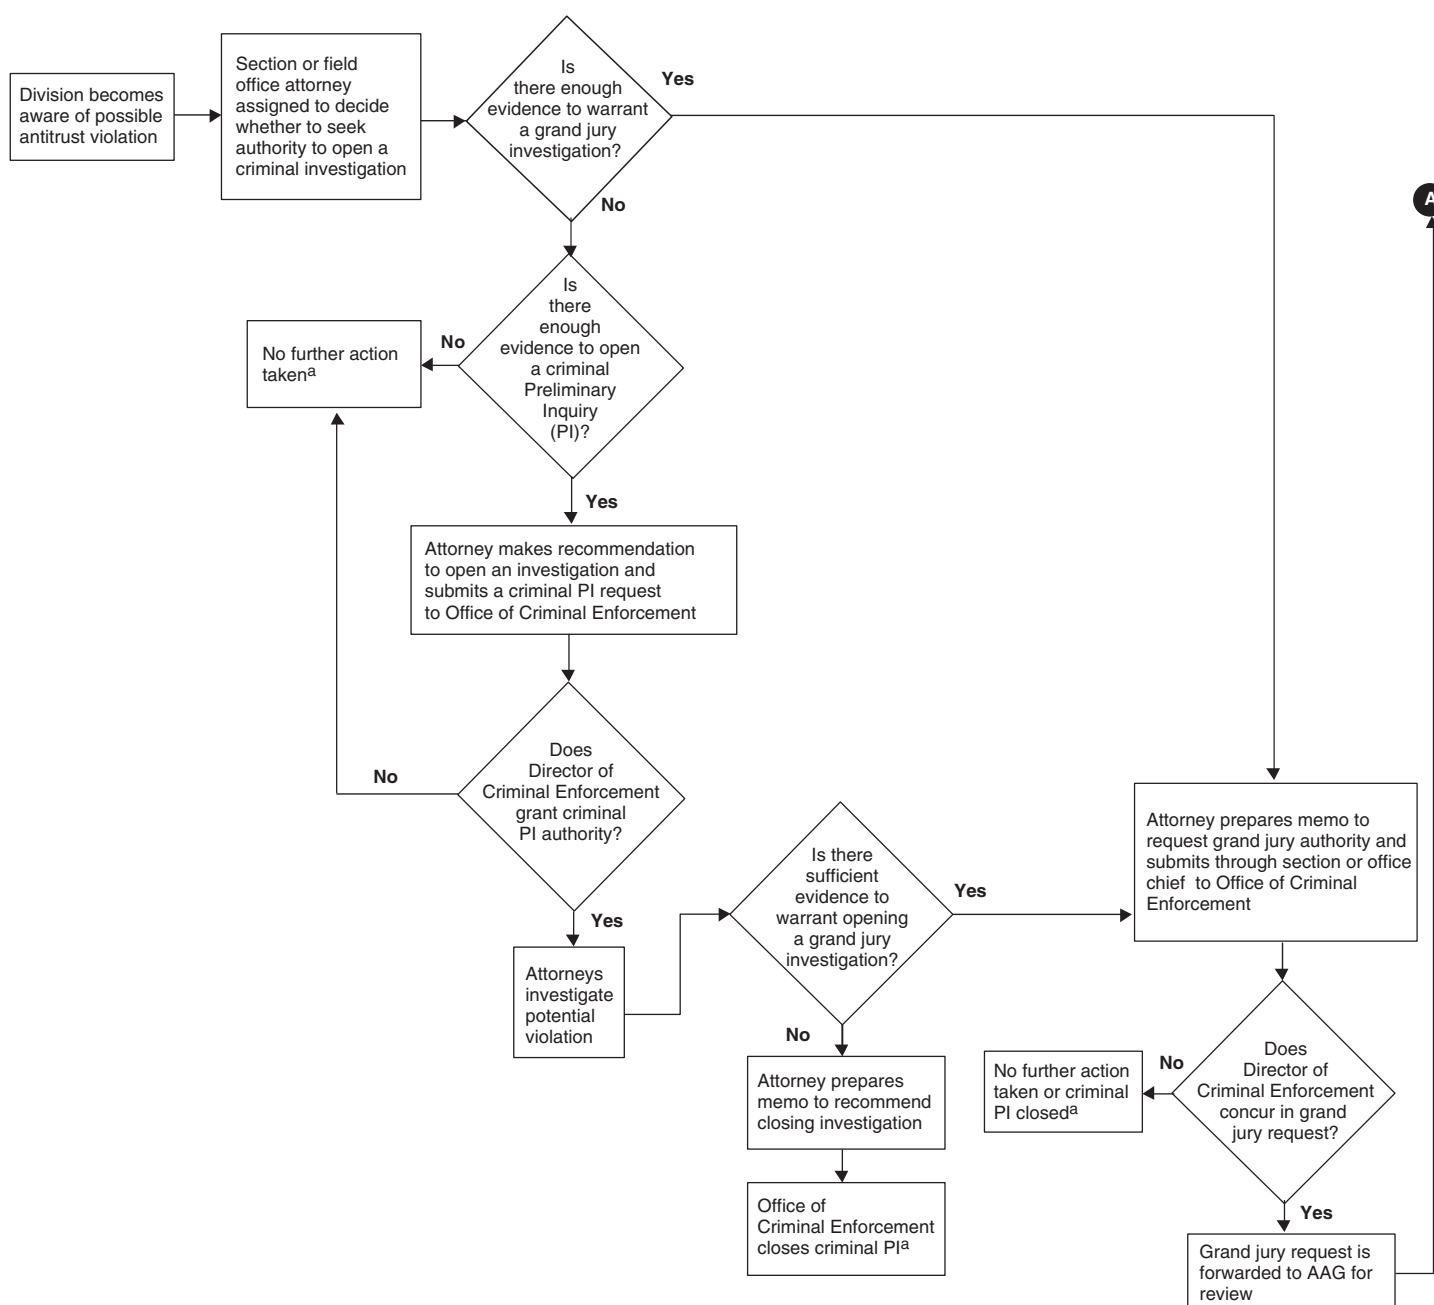 Division becomes
aware of possible
antitrust violation
Section or field
office attorney
assigned to decide
whether to seek
authority to open a
criminal investigation
Is
there enough
evidence to warrant
a grand jury
investigation?
Yes
No
A
Is
there
enough
evidence to open
a criminal
Preliminary
Inquiry
(PI)?
No
No further action
takenᵃ
Yes
Attorney makes recommendation
to open an investigation and
submits a criminal PI request
to Office of Criminal Enforcement
Does
Director of
Criminal Enforcement
grant criminal
PI authority?
No
Yes
Attorneys
investigate
potential
violation
Is there
sufficient
evidence to
warrant opening
a grand jury
investigation?
Yes
No
Attorney prepares
memo to recommend
closing investigation
Office of
Criminal Enforcement
closes criminal PIᵃ
Attorney prepares memo to
request grand jury authority and
submits through section or office
chief to Office of Criminal
Enforcement
Does
Director of
Criminal Enforcement
concur in grand
jury request?
No
No further action
taken or criminal
PI closedᵃ
Yes
Grand jury request is
forwarded to AAG for
review